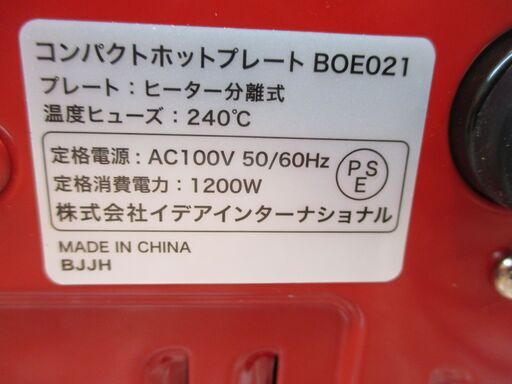 コンパクトホットプレート BOE021
プレート：ヒーター分離式
温度ヒューズ：240℃
定格電源：AC100V 50/60Hz
定格消費電力：1200W
PSE
株式会社イデアインターナショナル
MADE IN CHINA
BJJH